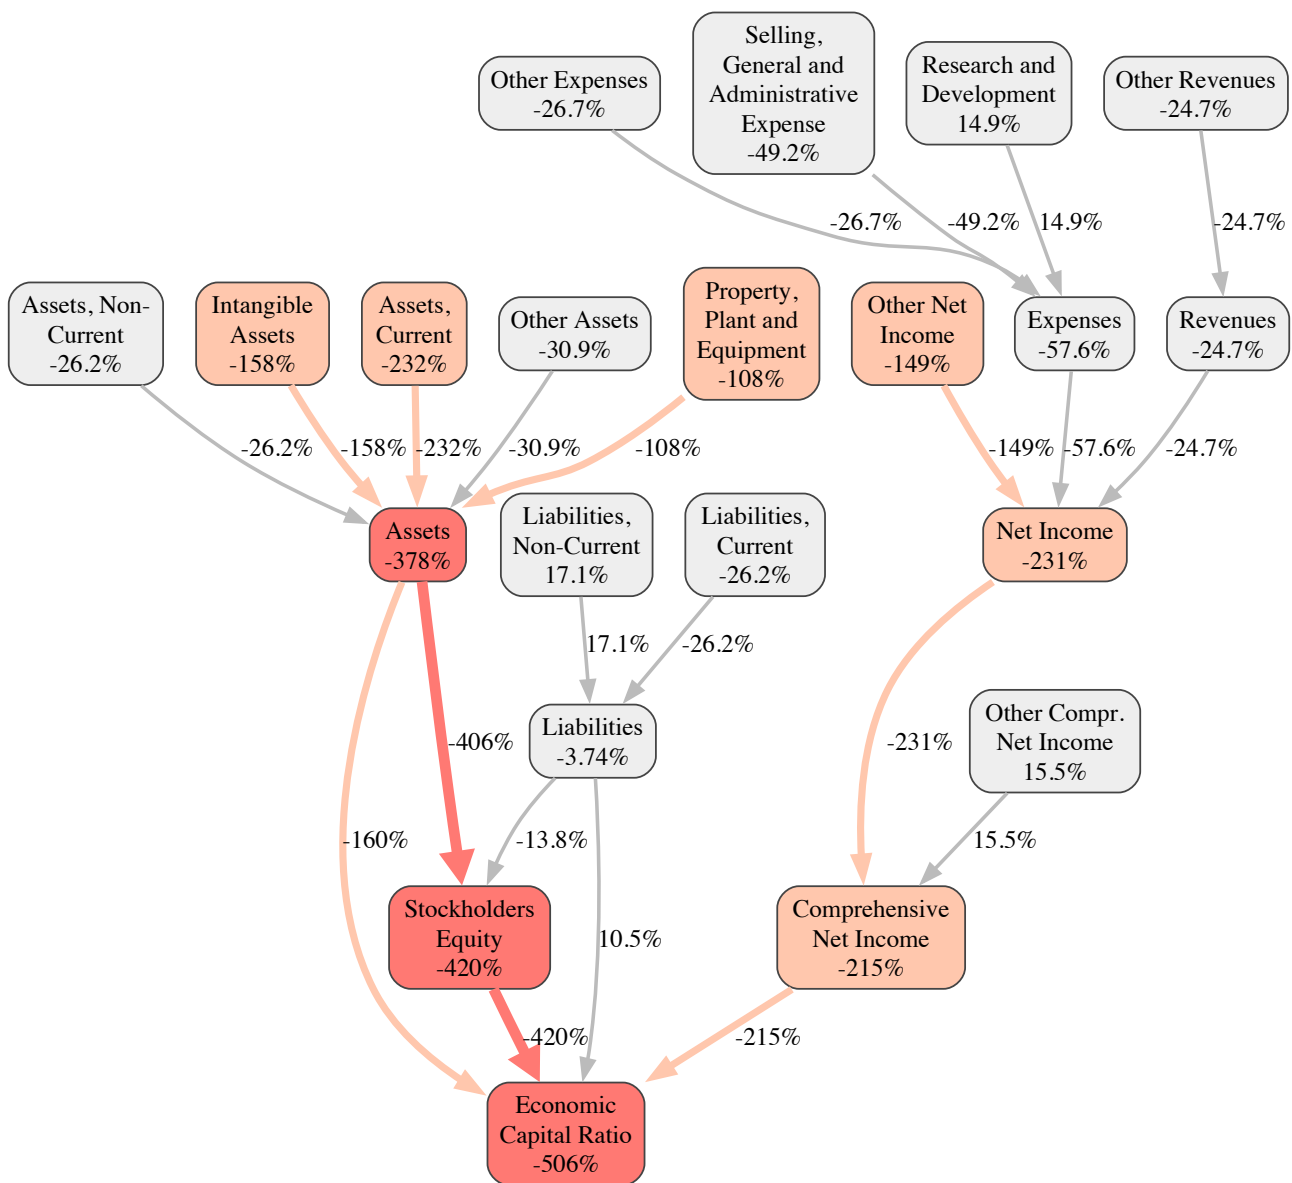 Other Expenses
-26.7%
Selling,
General and
Administrative
Expense
-49.2%
Research and
Development
14.9%
Other Revenues
-24.7%
-26.7%
-49.2%
14.9%
-24.7%
Assets, Non-
Current
-26.2%
Intangible
Assets
-158%
Assets,
Current
-232%
Other Assets
-30.9%
Property,
Plant and
Equipment
-108%
Other Net
Income
-149%
Expenses
-57.6%
Revenues
-24.7%
-26.2%
-158%
-232%
-30.9%
-108%
-149%
-57.6%
-24.7%
Assets
-378%
Liabilities,
Non-Current
17.1%
Liabilities,
Current
-26.2%
Net Income
-231%
17.1%
-26.2%
-406%
Liabilities
-3.74%
-231%
Other Compr.
Net Income
15.5%
-160%
-13.8%
15.5%
Stockholders
Equity
-420%
10.5%
Comprehensive
Net Income
-215%
-420%
-215%
Economic
Capital Ratio
-506%